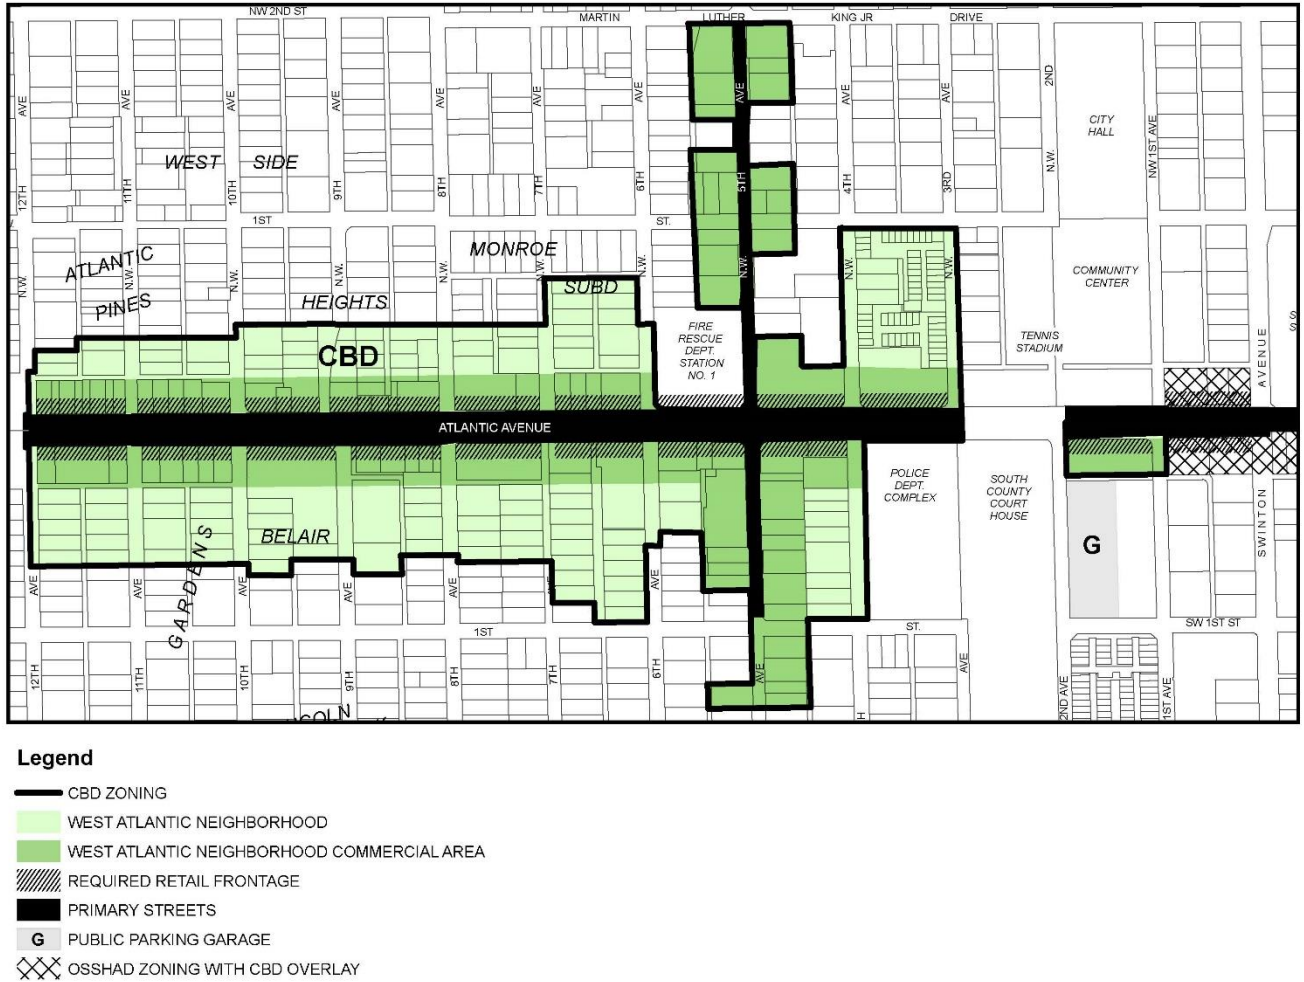 NW 2ND ST
MARTIN LUTHER KING JR DRIVE
AVE
AVE
AVE
AVE
AVE
AVE
AVE
AVE
AVE
AVE
2ND
NW 1ST AVE
CITY
HALL
WEST SIDE
12TH
11TH
10TH
9TH
8TH
7TH
6TH
5TH
4TH
3RD
N.W.
1ST
ST.
ATLANTIC
PINES
MONROE
SUBD
HEIGHTS
N.W.
N.W.
N.W.
N.W.
N.W.
N.W.
N.W.
N.W.
N.W.
N.W.
COMMUNITY
CENTER
TENNIS
STADIUM
AVENUE
S
S
FIRE
RESCUE
DEPT.
STATION
NO. 1
CBD
ATLANTIC AVENUE
POLICE
DEPT.
COMPLEX
SOUTH
COUNTY
COURT
HOUSE
G
SWINTON
BELAIR
GARDENS
AVE
AVE
AVE
AVE
AVE
AVE
1ST
ST.
SW 1ST ST
12TH
11TH
10TH
9TH
8TH
7TH
6TH
AVE
AVE
2ND AVE
1ST AVE
H
COLN
Legend
CBD ZONING
WEST ATLANTIC NEIGHBORHOOD
WEST ATLANTIC NEIGHBORHOOD COMMERCIAL AREA
REQUIRED RETAIL FRONTAGE
PRIMARY STREETS
G PUBLIC PARKING GARAGE
OSSHAD ZONING WITH CBD OVERLAY